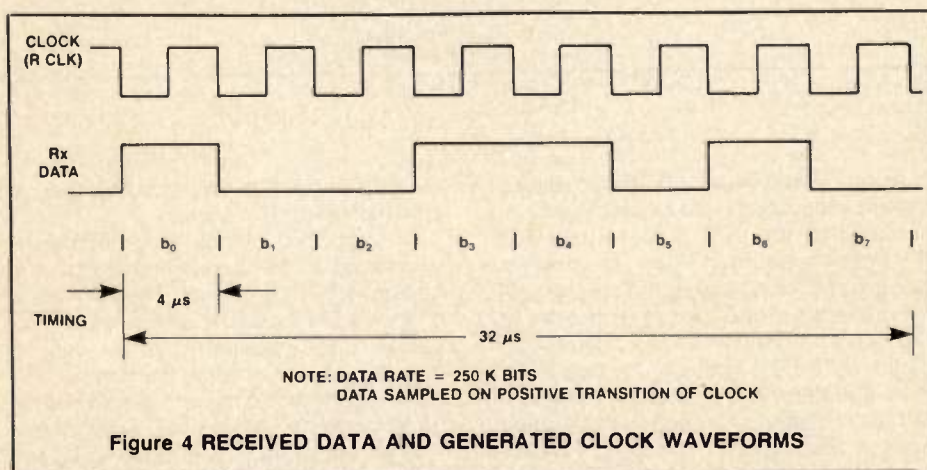 CLOCK
(R CLK)
Rx
DATA
| b₀ | b₁ | b₂ | b₃ | b₄ | b₅ | b₆ | b₇ |
4 μs
TIMING
32 μs
NOTE: DATA RATE = 250 K BITS
DATA SAMPLED ON POSITIVE TRANSITION OF CLOCK
Figure 4 RECEIVED DATA AND GENERATED CLOCK WAVEFORMS